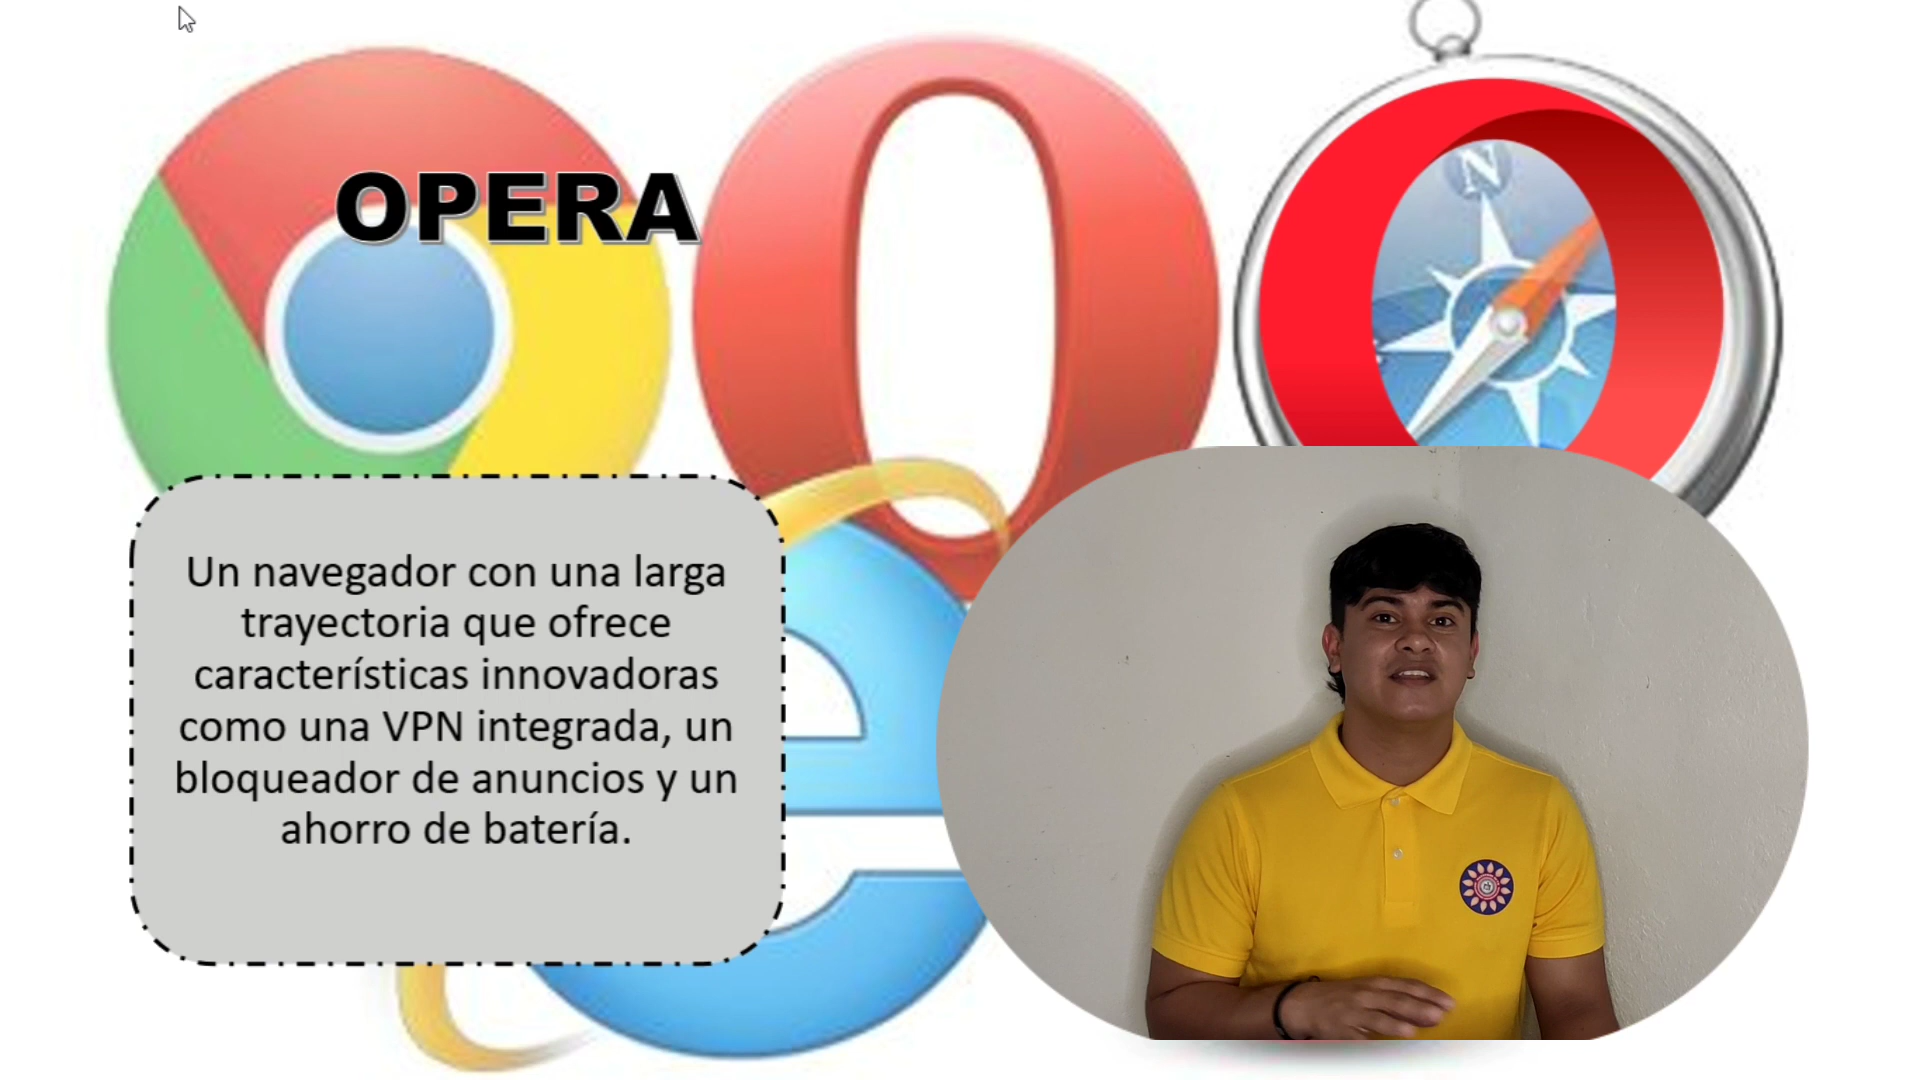 OPERA
N
Un navegador con una larga
trayectoria que ofrece
características innovadoras
como una VPN integrada, un
bloqueador de anuncios y un
ahorro de batería.